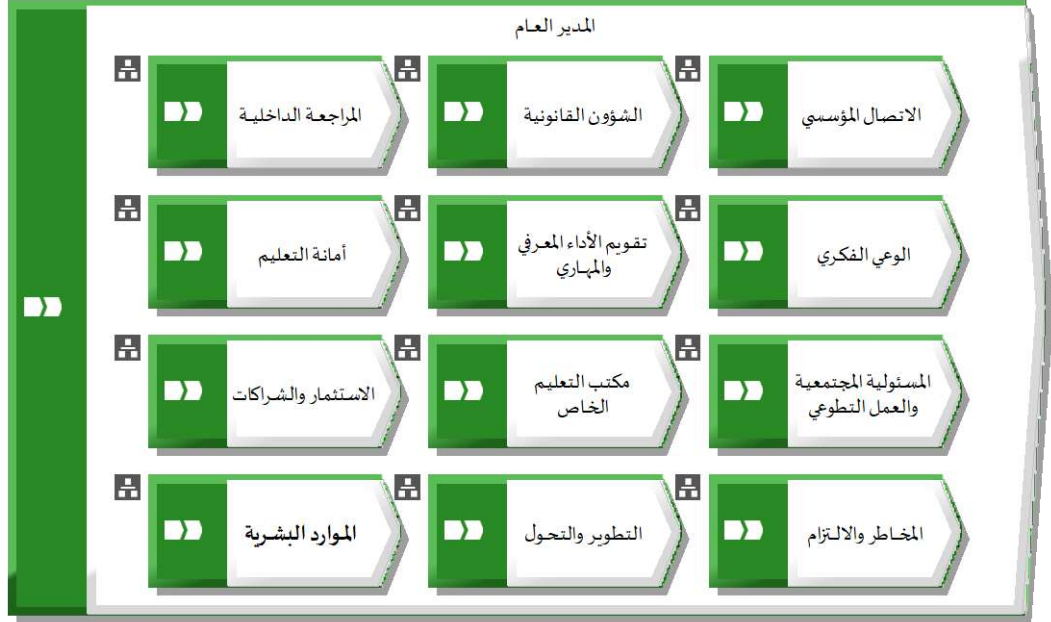 المدير العام
الاتصال المؤسسي
الشؤون القانونية
المراجعة الداخلية
الوعي الفكري
تقويم الأداء المعرفي
والمهاري
أمانة التعليم
المسئولية المجتمعية
والعمل التطوعي
مكتب التعليم
الخاص
الاستثمار والشراكات
المخاطر والالتزام
التطوير والتحول
الموارد البشرية